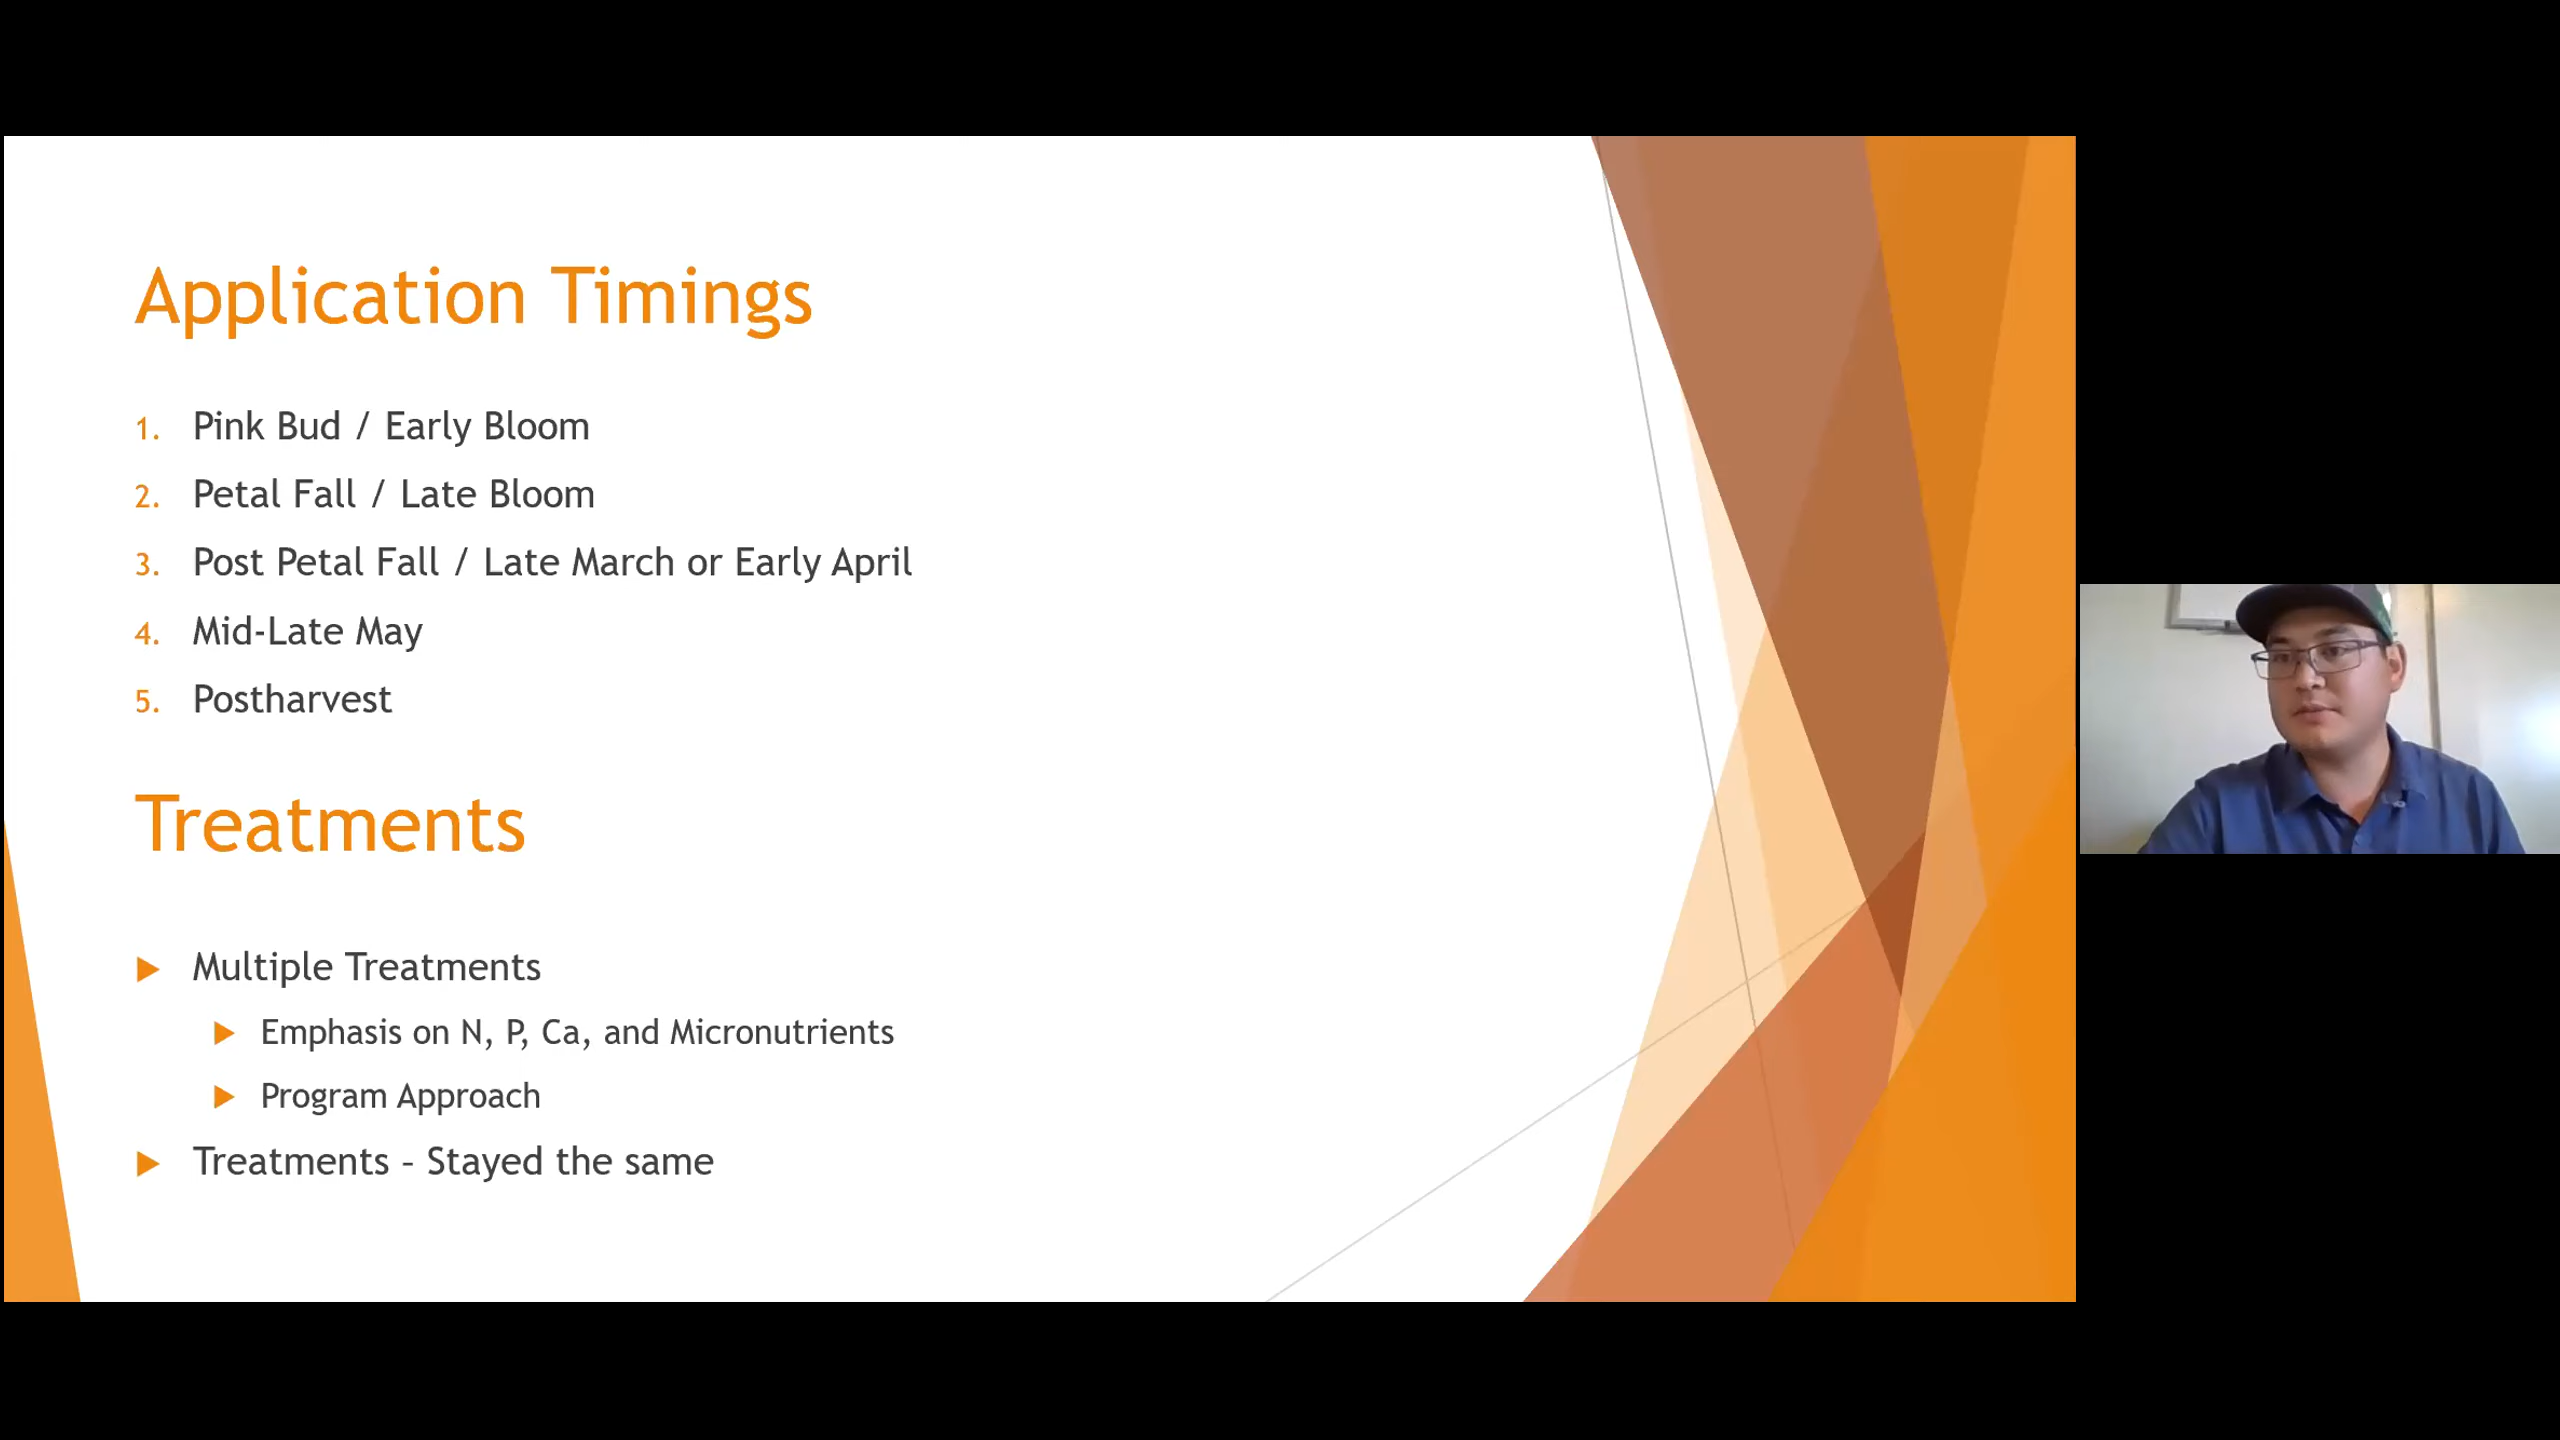 Application Timings
1. Pink Bud / Early Bloom
2. Petal Fall / Late Bloom
3. Post Petal Fall / Late March or Early April
4. Mid-Late May
5. Postharvest
Treatments
Multiple Treatments
Emphasis on N, P, Ca, and Micronutrients
Program Approach
Treatments – Stayed the same